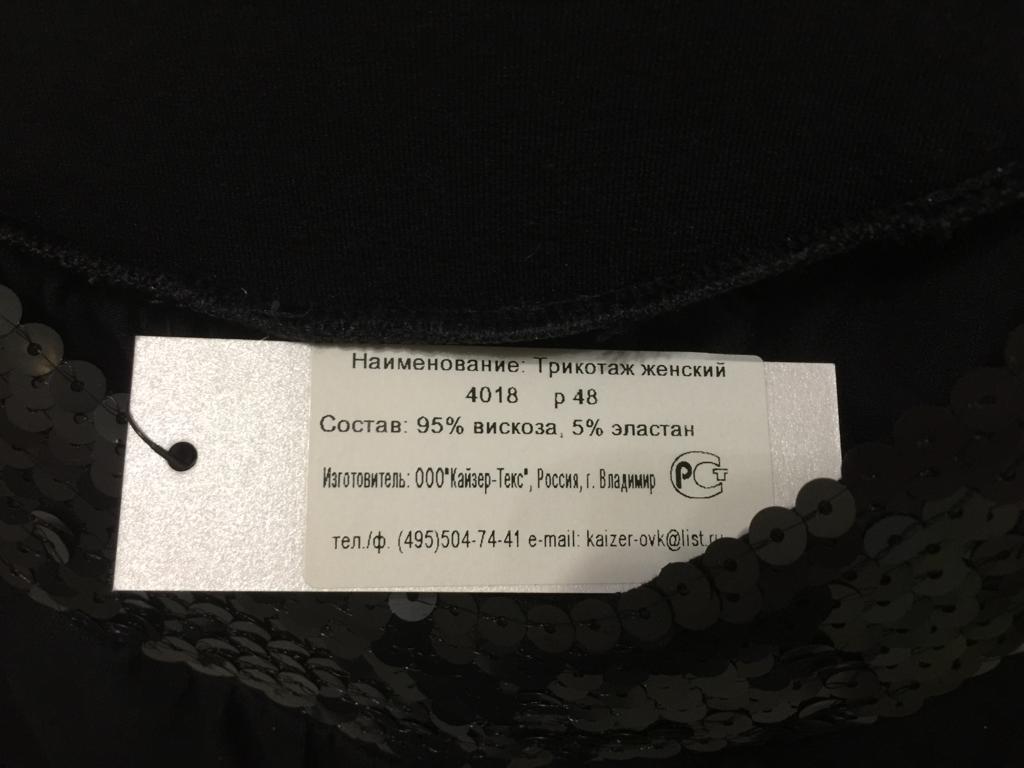 Наименование: Трикотаж женский
4018 р 48
Состав: 95% вискоза, 5% эластан
Изготовитель: ООО"Кайзер-Текс", Россия, г. Владимир РСТ
тел./ф. (495)504-74-41 e-mail: kaizer-ovk@list.ru